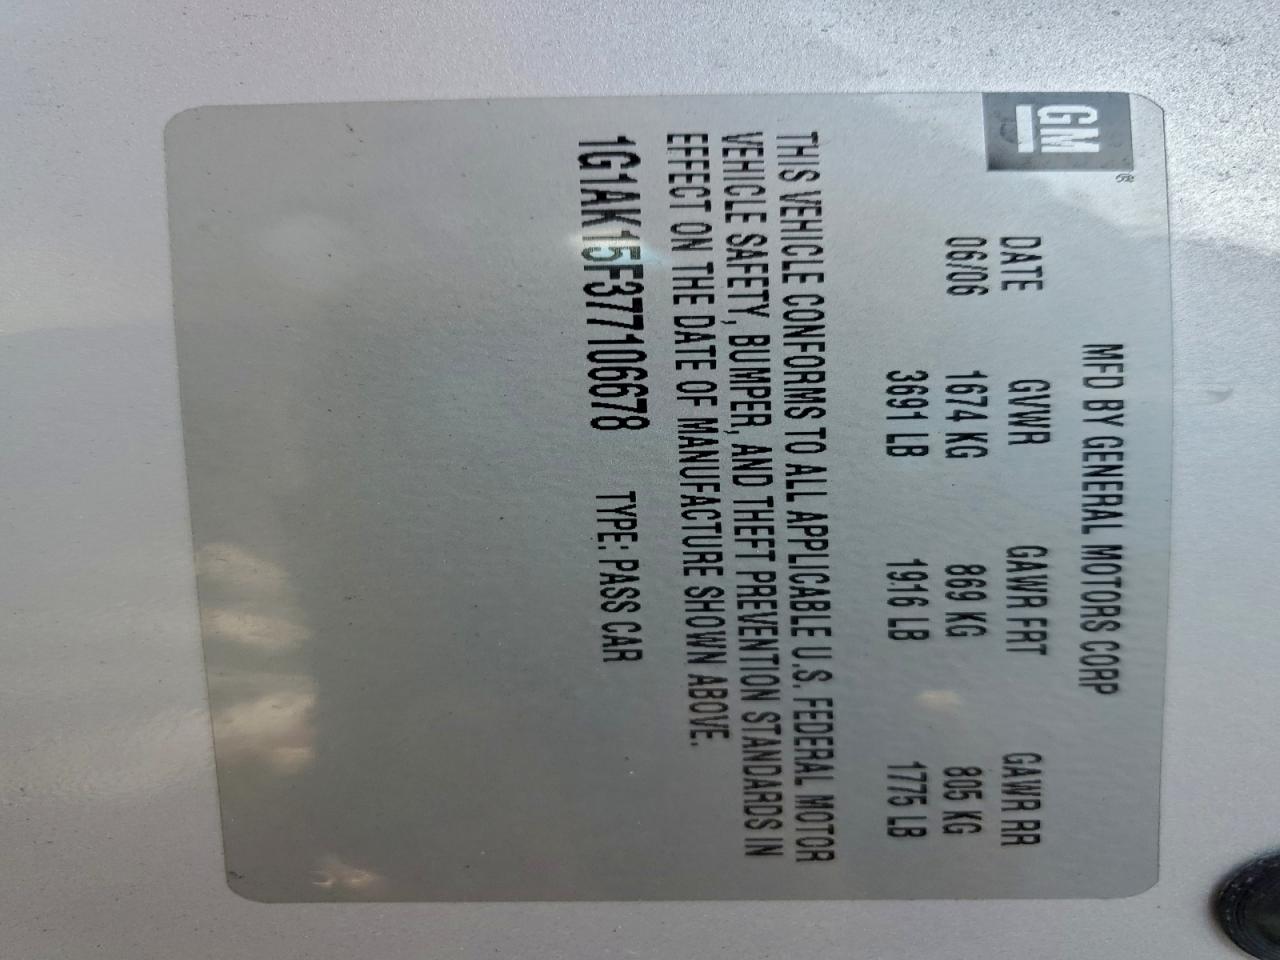 GM®
MFD BY GENERAL MOTORS CORP
DATE GVWR GAWR FRT GAWR RR
06/06 1674 KG 869 KG 805 KG
3691 LB 1916 LB 1775 LB
THIS VEHICLE CONFORMS TO ALL APPLICABLE U.S. FEDERAL MOTOR
VEHICLE SAFETY, BUMPER, AND THEFT PREVENTION STANDARDS IN
EFFECT ON THE DATE OF MANUFACTURE SHOWN ABOVE.
1G1AK15F377106678 TYPE: PASS CAR